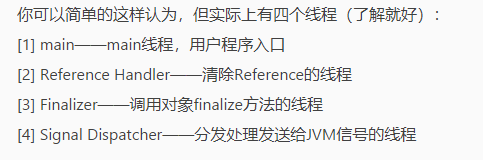 你可以简单的这样认为，但实际上有四个线程（了解就好）：
[1] main——main线程，用户程序入口
[2] Reference Handler——清除Reference的线程
[3] Finalizer——调用对象finalize方法的线程
[4] Signal Dispatcher——分发处理发送给JVM信号的线程